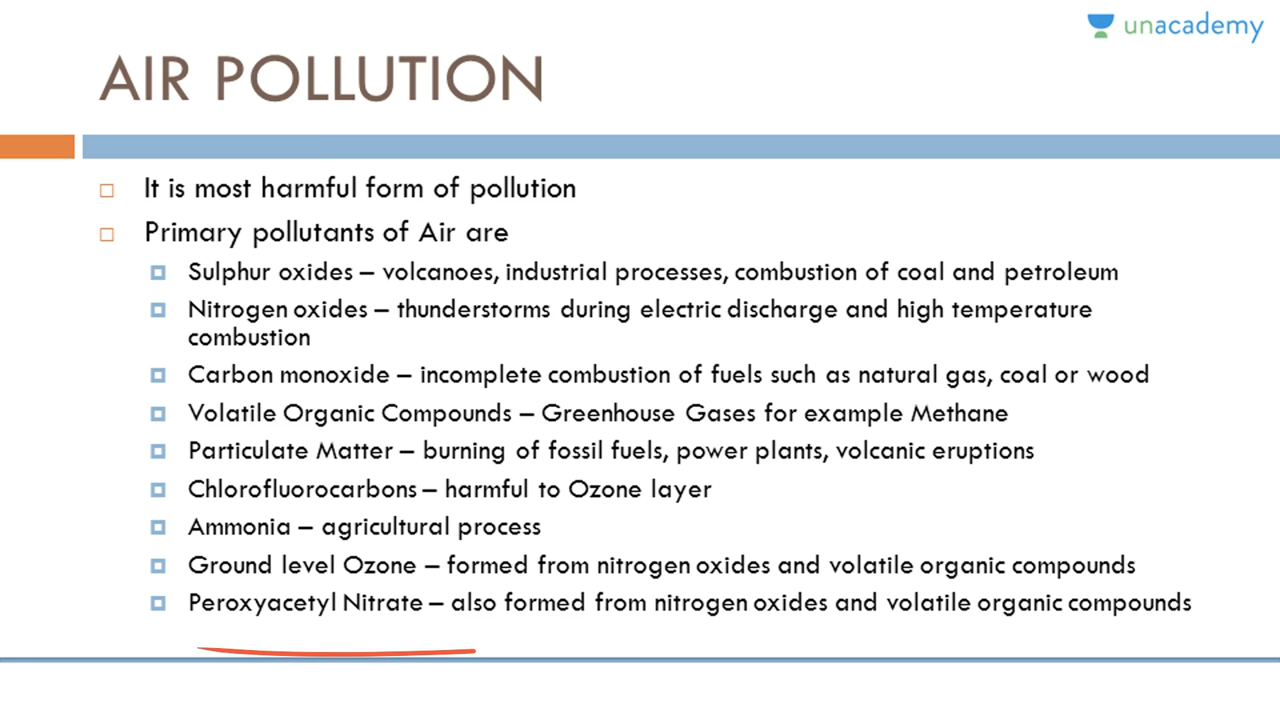 unacademy
AIR POLLUTION
It is most harmful form of pollution
Primary pollutants of Air are
Sulphur oxides – volcanoes, industrial processes, combustion of coal and petroleum
Nitrogen oxides – thunderstorms during electric discharge and high temperature
combustion
Carbon monoxide – incomplete combustion of fuels such as natural gas, coal or wood
Volatile Organic Compounds – Greenhouse Gases for example Methane
Particulate Matter – burning of fossil fuels, power plants, volcanic eruptions
Chlorofluorocarbons – harmful to Ozone layer
Ammonia – agricultural process
Ground level Ozone – formed from nitrogen oxides and volatile organic compounds
Peroxyacetyl Nitrate – also formed from nitrogen oxides and volatile organic compounds